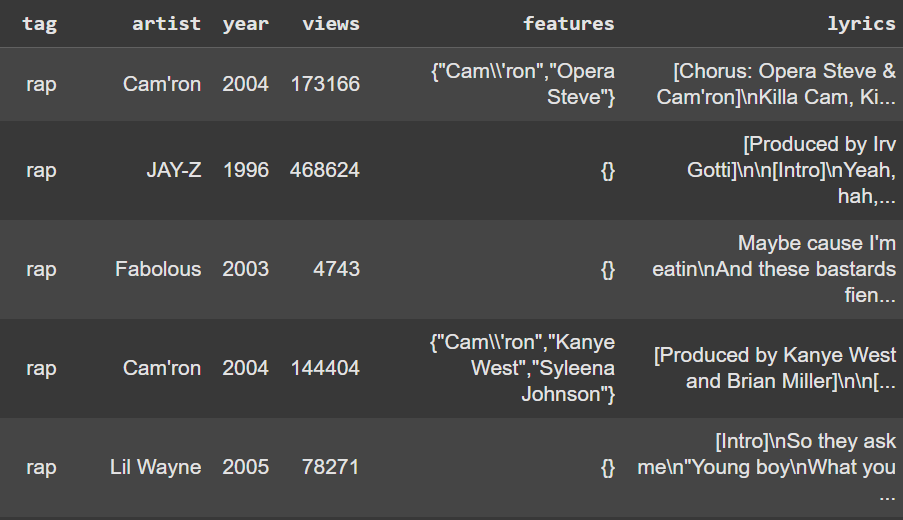 tag artist year views features lyrics
rap Cam'ron 2004 173166 {"Cam\\'ron","Opera Steve"} [Chorus: Opera Steve & Cam'ron]\nKilla Cam, Ki...
rap JAY-Z 1996 468624 {} [Produced by Irv Gotti]\n\n[Intro]\nYeah, hah,...
rap Fabolous 2003 4743 {} Maybe cause I'm eatin\nAnd these bastards fien...
rap Cam'ron 2004 144404 {"Cam\\'ron","Kanye West","Syleena Johnson"} [Produced by Kanye West and Brian Miller]\n\n[...
rap Lil Wayne 2005 78271 {} [Intro]\nSo they ask me\n"Young boy\nWhat you ...